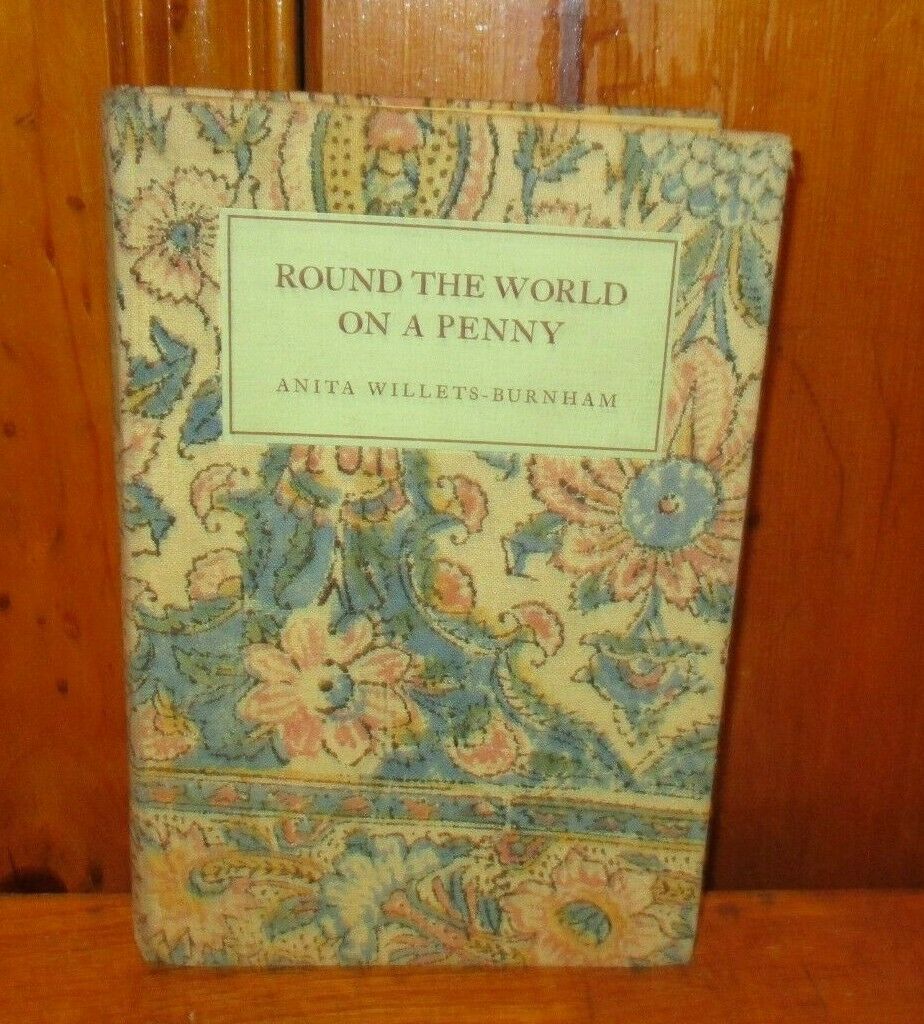 ROUND THE WORLD
ON A PENNY
ANITA WILLETS-BURNHAM